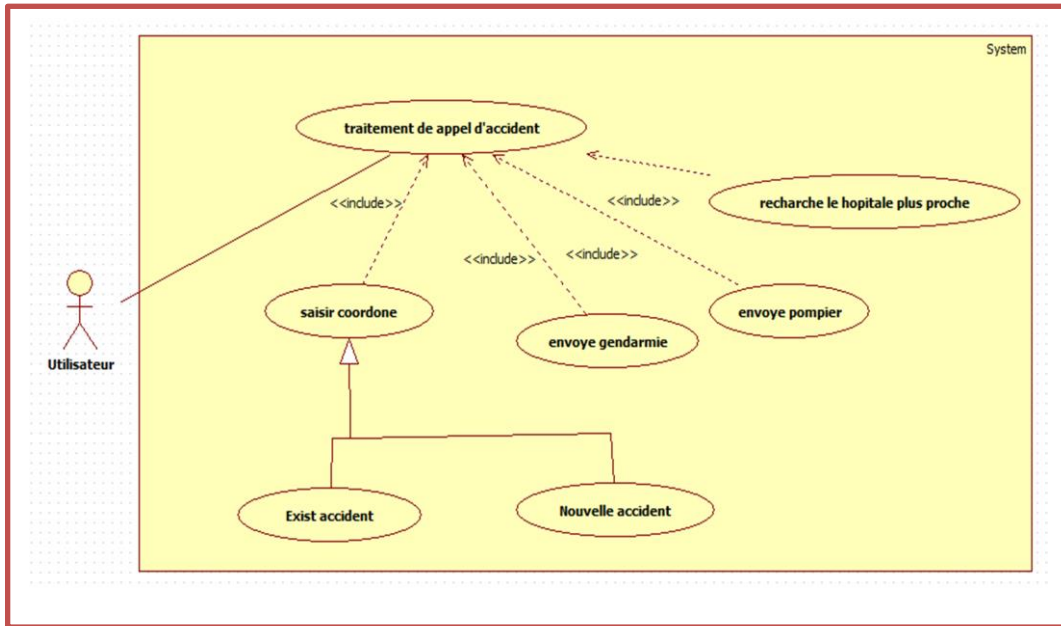 System
traitement de appel d'accident
<<include>>
<<include>>
recharche le hopitale plus proche
<<include>>
<<include>>
saisir coordone
envoye pompier
envoye gendarmie
Utilisateur
Exist accident
Nouvelle accident